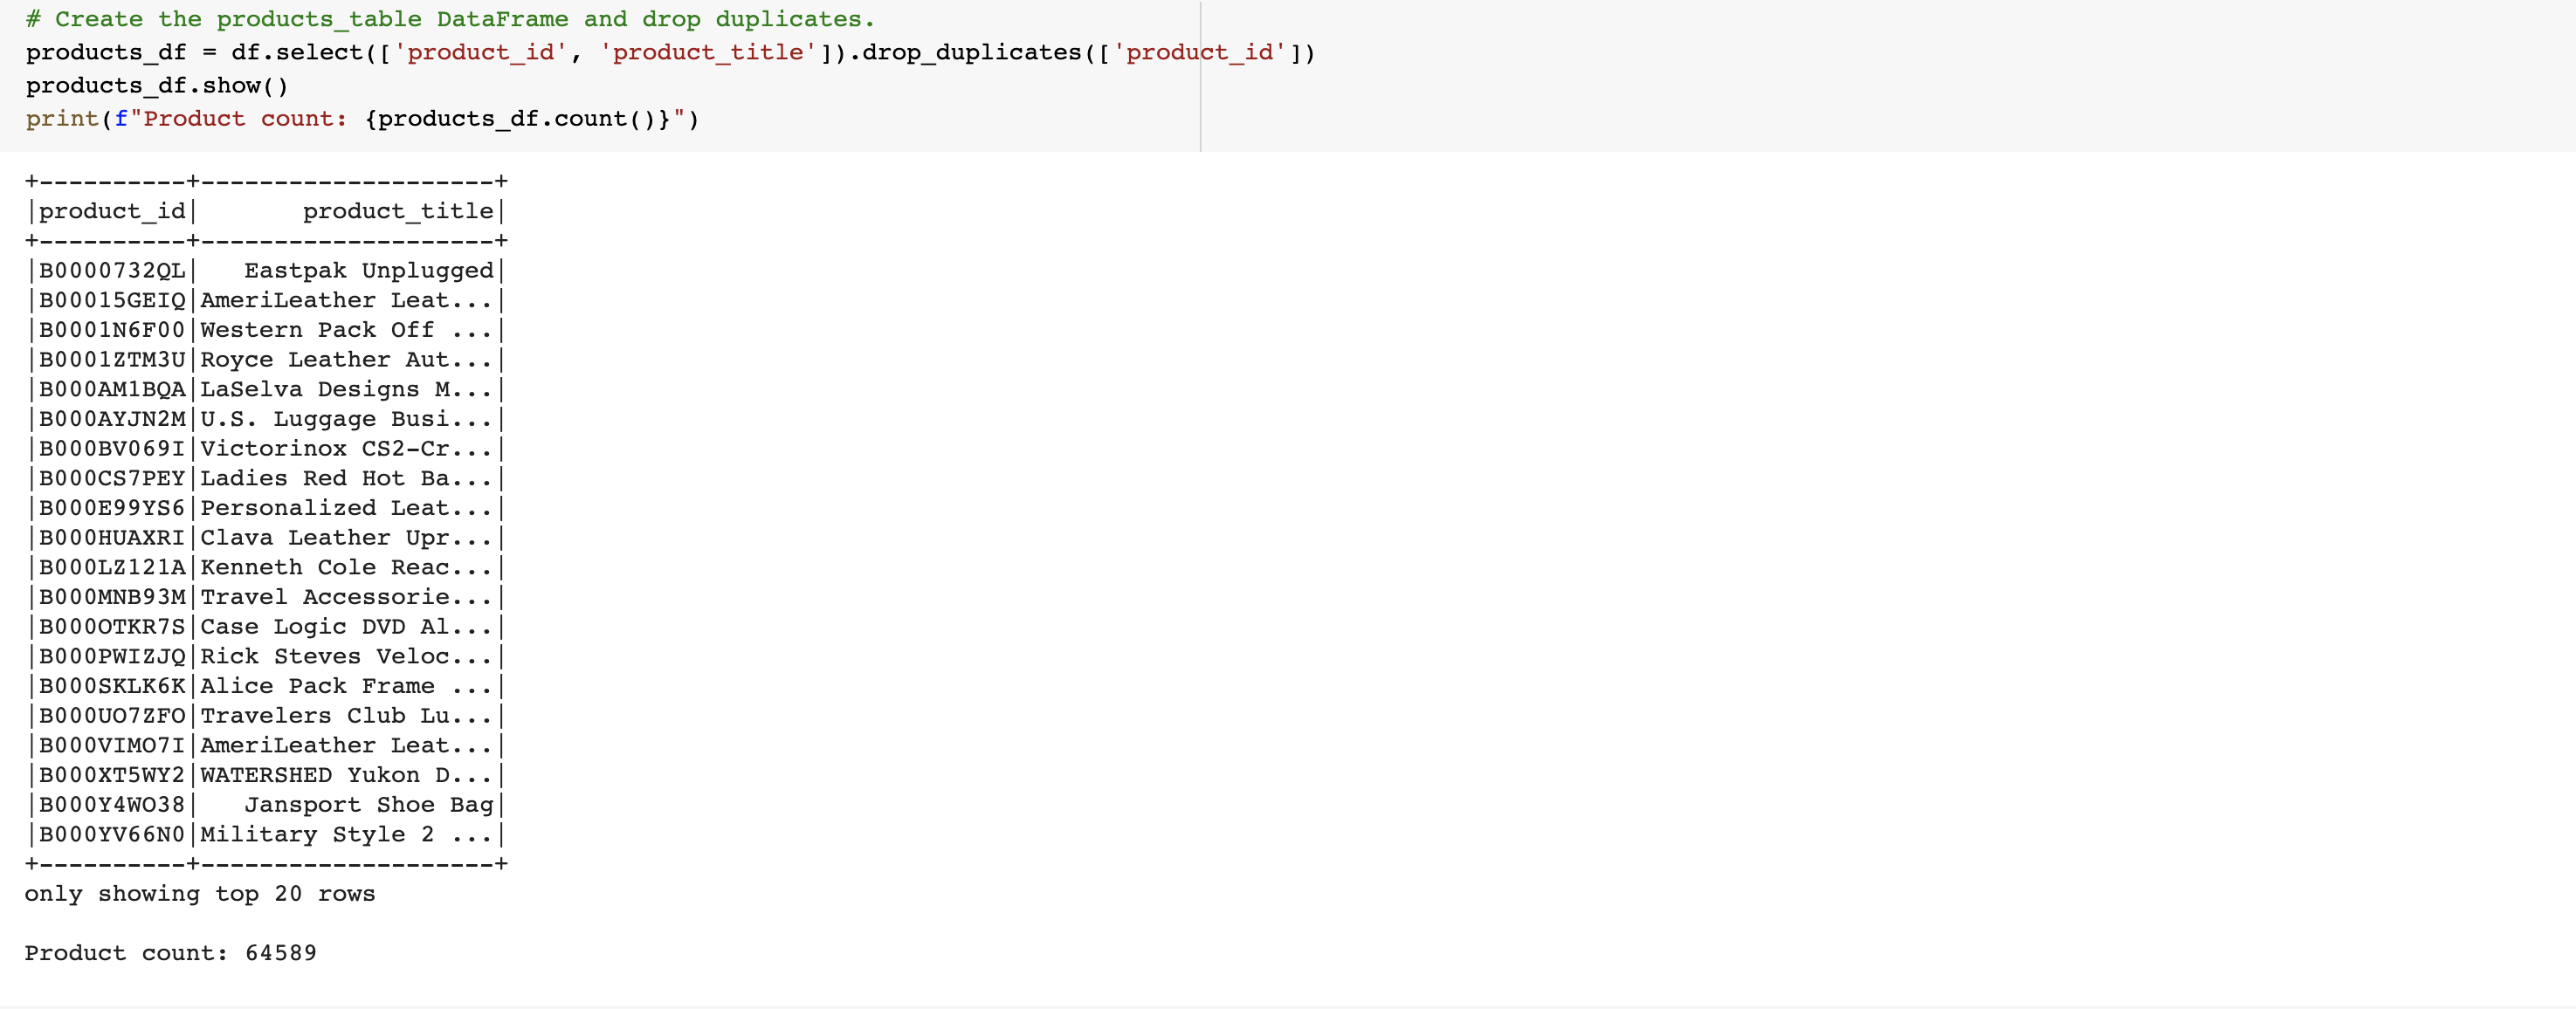 # Create the products_table DataFrame and drop duplicates.
products_df = df.select(['product_id', 'product_title']).drop_duplicates(['product_id'])
products_df.show()
print(f"Product count: {products_df.count()}")
+----------+--------------------+
|product_id|       product_title|
+----------+--------------------+
|B0000732QL|   Eastpak Unplugged|
|B00015GEIQ|AmeriLeather Leat...|
|B0001N6F00|Western Pack Off ...|
|B0001ZTM3U|Royce Leather Aut...|
|B000AM1BQA|LaSelva Designs M...|
|B000AYJN2M|U.S. Luggage Busi...|
|B000BV069I|Victorinox CS2-Cr...|
|B000CS7PEY|Ladies Red Hot Ba...|
|B000E99YS6|Personalized Leat...|
|B000HUAXRI|Clava Leather Upr...|
|B000LZ121A|Kenneth Cole Reac...|
|B000MNB93M|Travel Accessorie...|
|B000OTKR7S|Case Logic DVD Al...|
|B000PWIZJQ|Rick Steves Veloc...|
|B000SKLK6K|Alice Pack Frame ...|
|B000UO7ZFO|Travelers Club Lu...|
|B000VIMO7I|AmeriLeather Leat...|
|B000XT5WY2|WATERSHED Yukon D...|
|B000Y4WO38|   Jansport Shoe Bag|
|B000YV66N0|Military Style 2 ...|
+----------+--------------------+
only showing top 20 rows
Product count: 64589